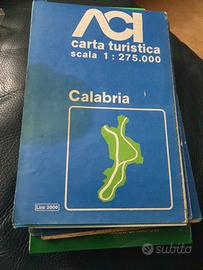 ACI
carta turistica
scala 1 : 275.000
Calabria
Lire 2000
subito